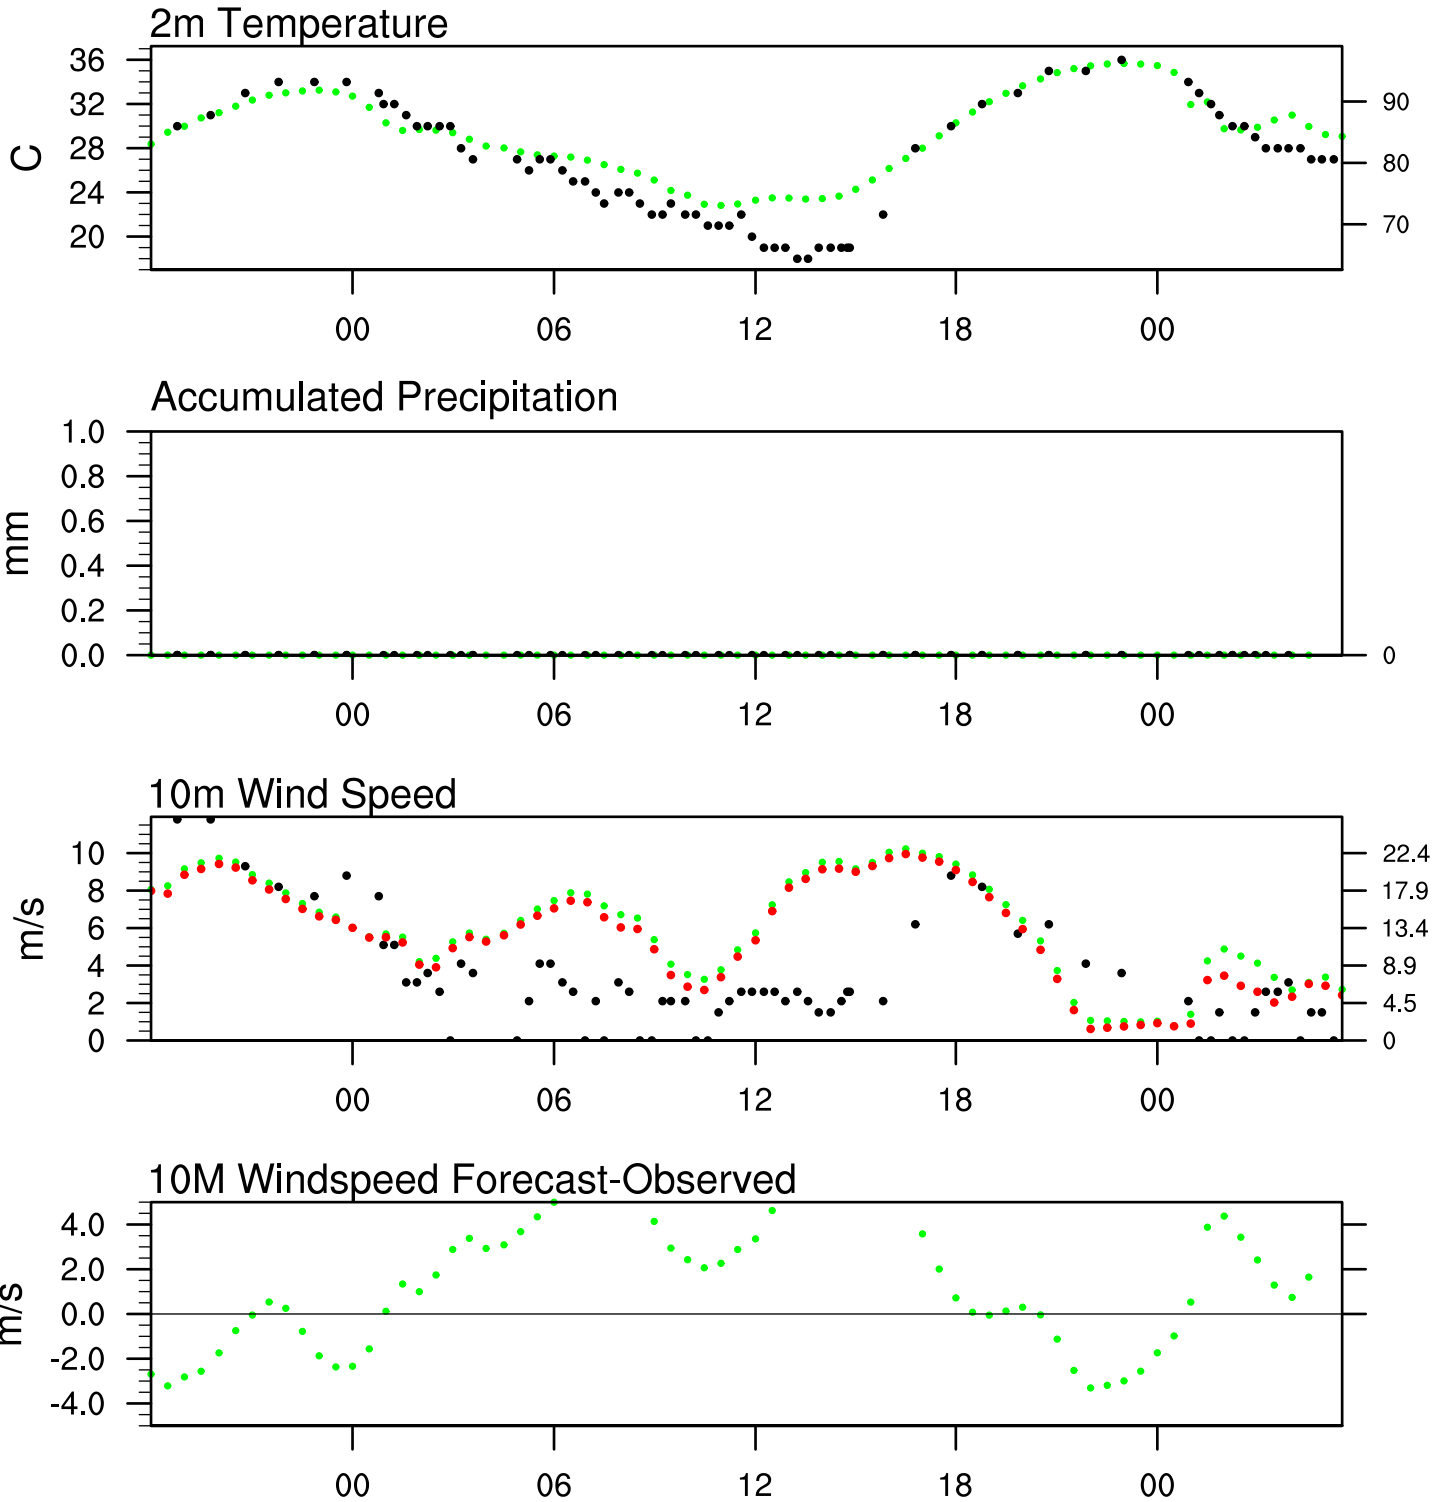 2m Temperature
36
32
28
24
20
C
90
80
70
00 06 12 18 00
Accumulated Precipitation
1.0
0.8
0.6
0.4
0.2
0.0
mm
0
00 06 12 18 00
10m Wind Speed
10
8
6
4
2
0
m/s
22.4
17.9
13.4
8.9
4.5
0
00 06 12 18 00
10M Windspeed Forecast-Observed
4.0
2.0
0.0
-2.0
-4.0
m/s
00 06 12 18 00